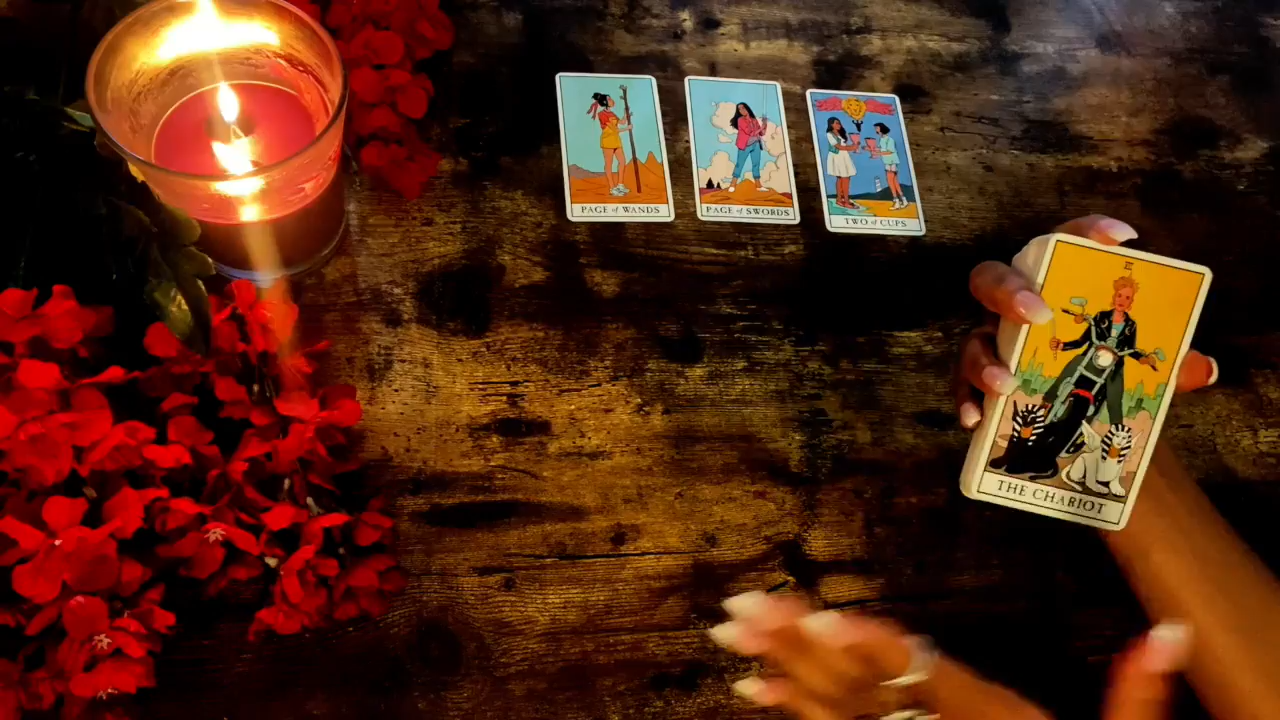 PAGE of WANDS
PAGE of SWORDS
TWO of CUPS
THE CHARIOT